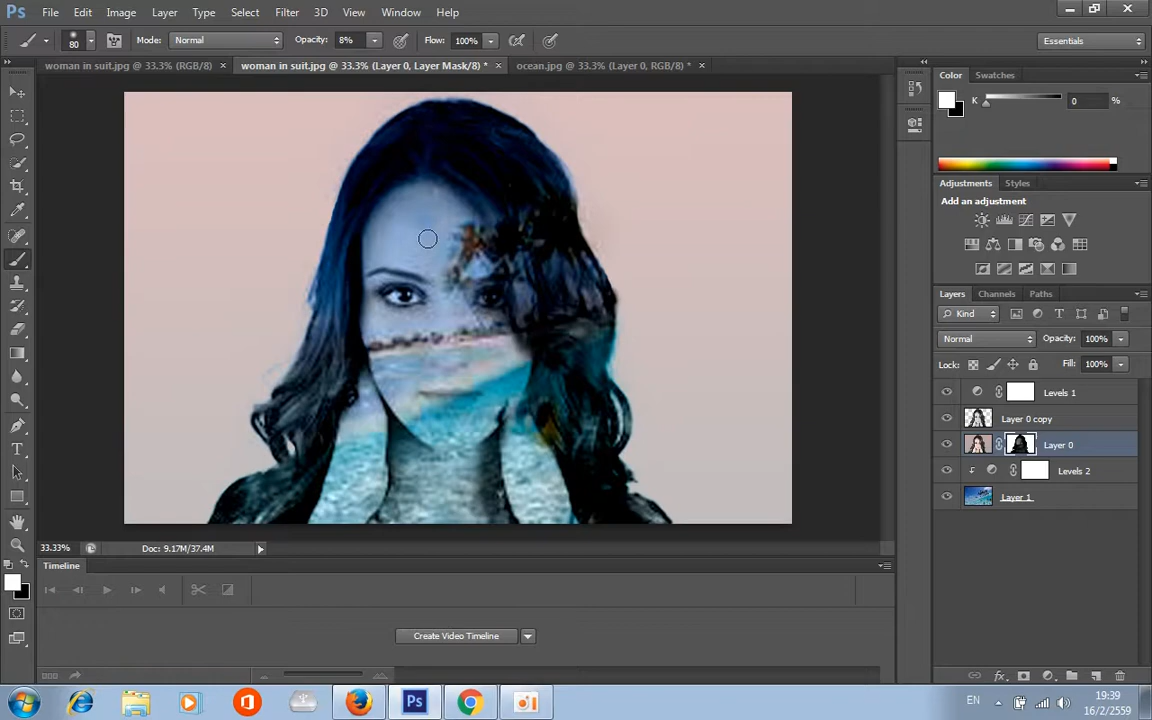 Ps File Edit Image Layer Type Select Filter 3D View Window Help
80 Mode: Normal Opacity: 8% Flow: 100% Essentials
woman in suit.jpg @ 33.3% (RGB/8) × woman in suit.jpg @ 33.3% (Layer 0, Layer Mask/8) * × ocean.jpg @ 33.3% (Layer 0, RGB/8) * ×
Color Swatches
K 0 %
Adjustments Styles
Add an adjustment
Layers Channels Paths
Kind
Normal Opacity: 100%
Lock: Fill: 100%
Levels 1
Layer 0 copy
Layer 0
Levels 2
Layer 1
33.33% Doc: 9.17M/37.4M
Timeline
Create Video Timeline
EN 19:39
16/2/2559